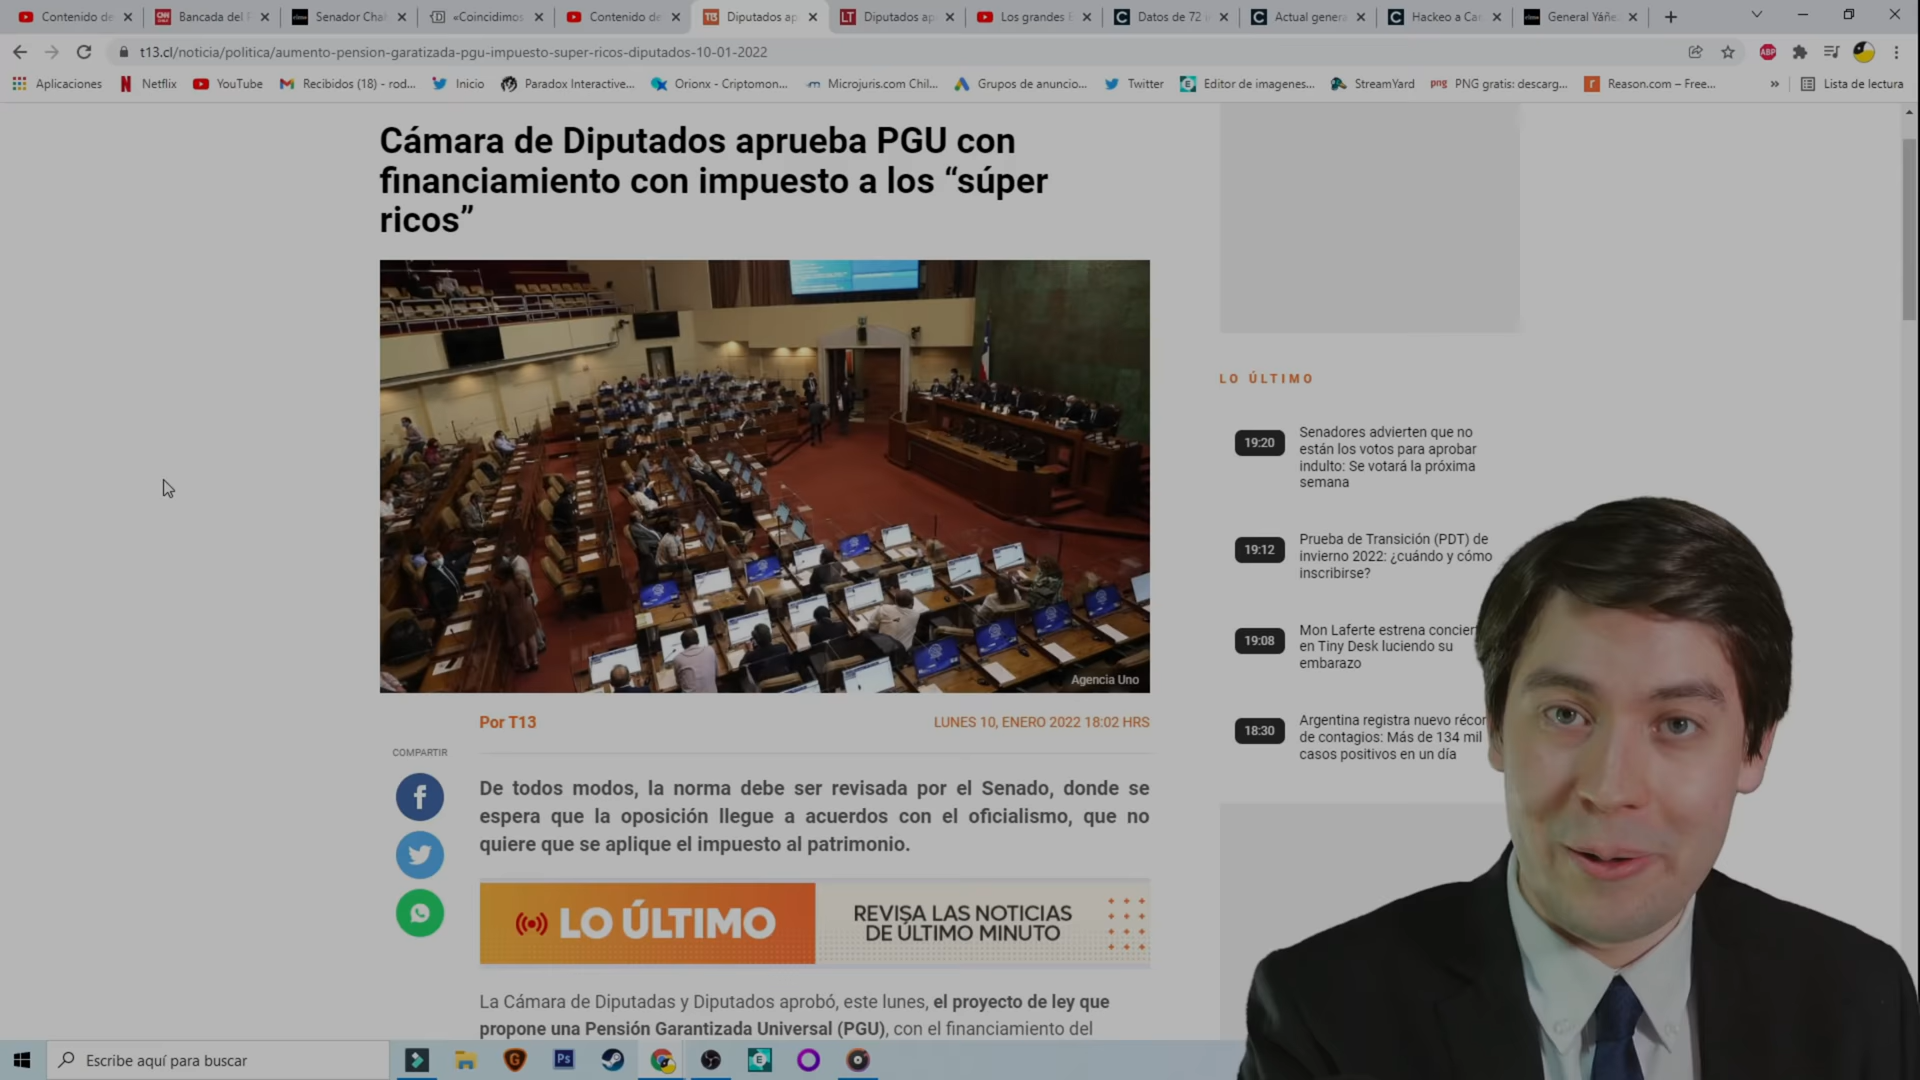 Contenido de
Bancada del
Senador Cha
«Coincidimos
Contenido de
Diputados ap
Diputados ap
Los grandes
Datos de 72
Actual genera
Hackeo a Ca
General Yáñe
t13.cl/noticia/politica/aumento-pension-garatizada-pgu-impuesto-super-ricos-diputados-10-01-2022
ABP
Aplicaciones
Netflix
YouTube
Recibidos (18) - rod...
Inicio
Paradox Interactive...
Orionx - Criptomon...
Microjuris.com Chil...
Grupos de anuncio...
Twitter
Editor de imagenes...
StreamYard
png
PNG gratis: descarg...
Reason.com – Free...
»
Lista de lectura
Cámara de Diputados aprueba PGU con
financiamiento con impuesto a los “súper
ricos”
Agencia Uno
Por T13
LUNES 10, ENERO 2022 18:02 HRS
COMPARTIR
De todos modos, la norma debe ser revisada por el Senado, donde se
espera que la oposición llegue a acuerdos con el oficialismo, que no
quiere que se aplique el impuesto al patrimonio.
LO ÚLTIMO
REVISA LAS NOTICIAS
DE ÚLTIMO MINUTO
La Cámara de Diputadas y Diputados aprobó, este lunes, el proyecto de ley que
propone una Pensión Garantizada Universal (PGU), con el financiamiento del
LO ÚLTIMO
19:20
Senadores advierten que no
están los votos para aprobar
indulto: Se votará la próxima
semana
19:12
Prueba de Transición (PDT) de
invierno 2022: ¿cuándo y cómo
inscribirse?
19:08
Mon Laferte estrena concier
en Tiny Desk luciendo su
embarazo
18:30
Argentina registra nuevo récor
de contagios: Más de 134 mil
casos positivos en un día
Escribe aquí para buscar
Ps